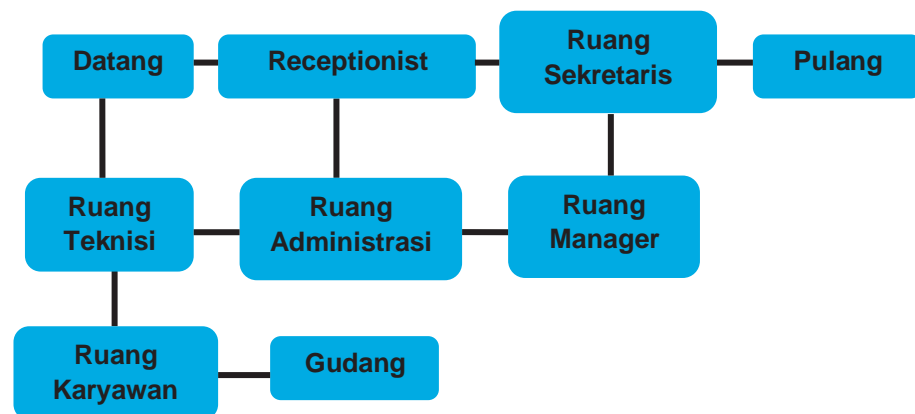 Datang
Receptionist
Ruang
Sekretaris
Pulang
Ruang
Teknisi
Ruang
Administrasi
Ruang
Manager
Ruang
Karyawan
Gudang